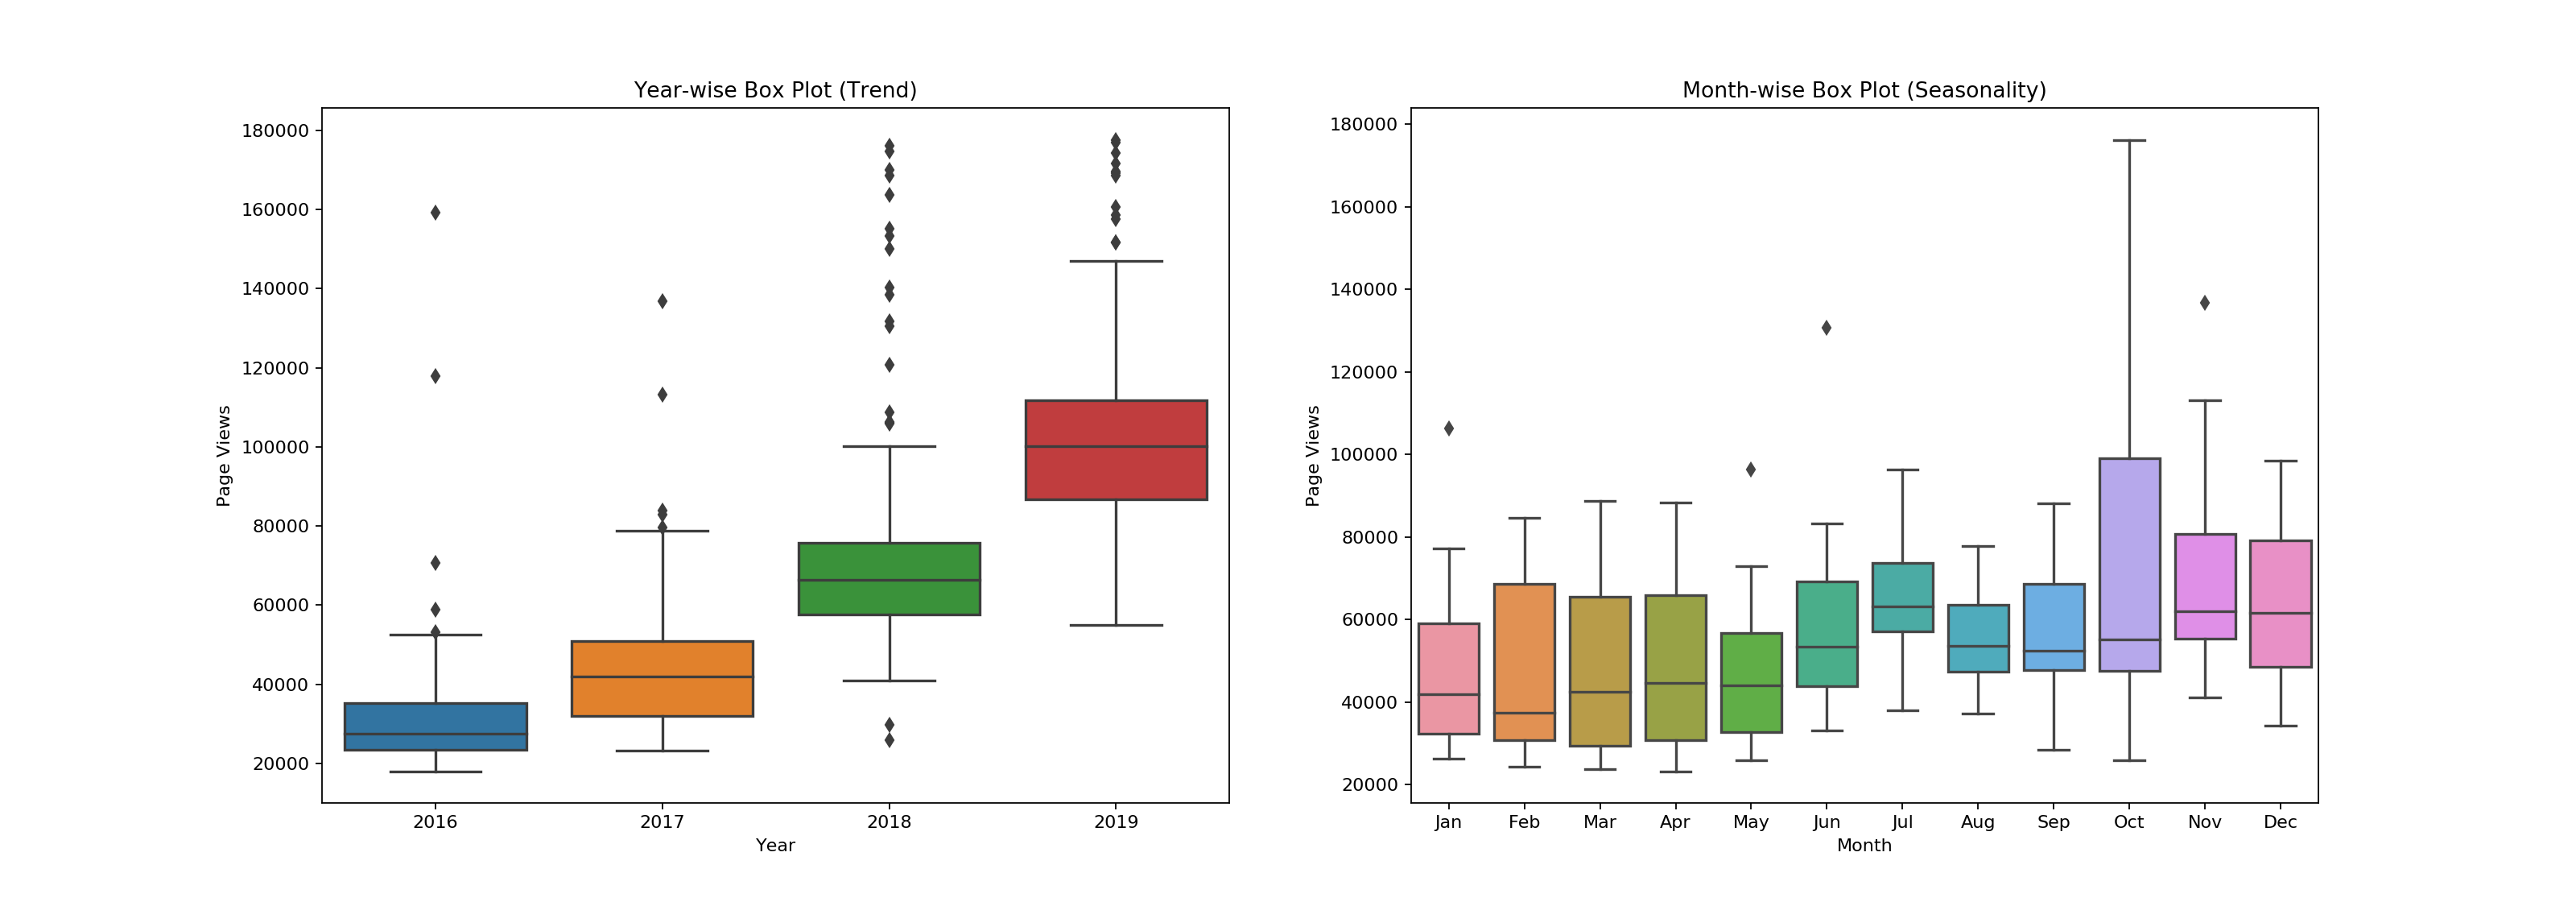 Year-wise Box Plot (Trend)
Page Views
180000
160000
140000
120000
100000
80000
60000
40000
20000
2016 2017 2018 2019
Year
Month-wise Box Plot (Seasonality)
Page Views
180000
160000
140000
120000
100000
80000
60000
40000
20000
Jan Feb Mar Apr May Jun Jul Aug Sep Oct Nov Dec
Month